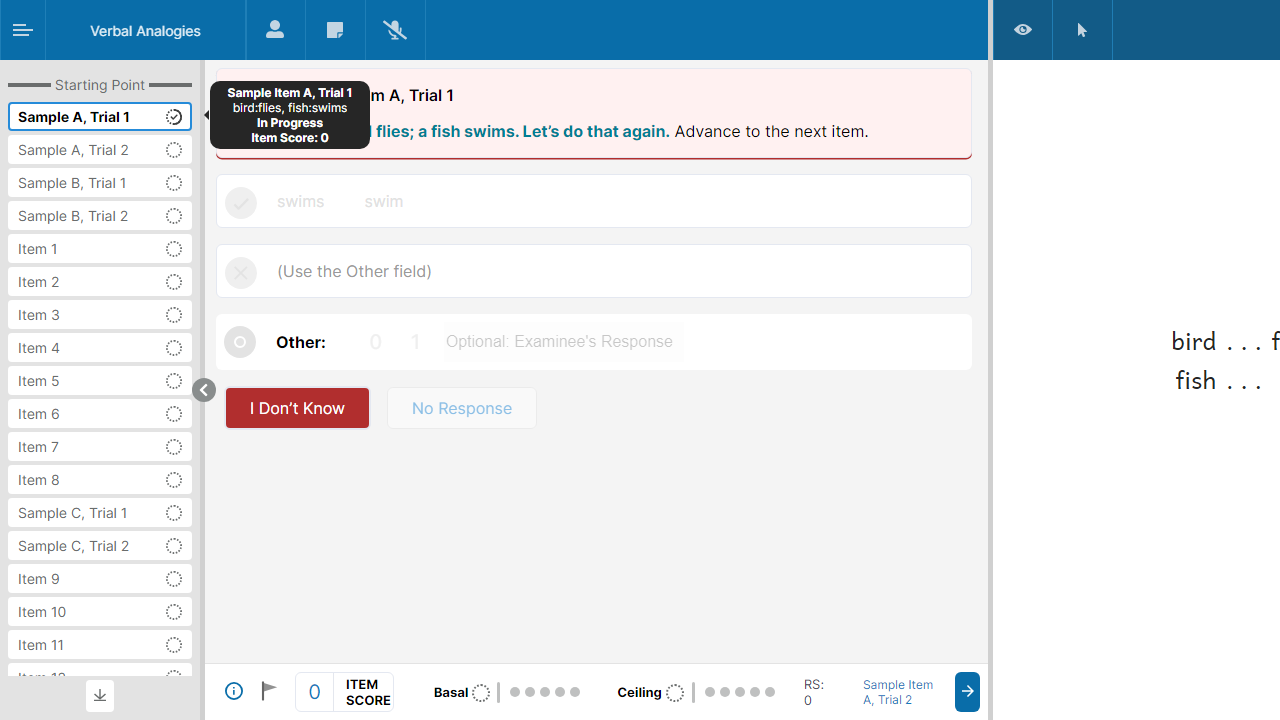 Verbal Analogies
Starting Point
Sample A, Trial 1
Sample A, Trial 2
Sample B, Trial 1
Sample B, Trial 2
Item 1
Item 2
Item 3
Item 4
Item 5
Item 6
Item 7
Item 8
Sample C, Trial 1
Sample C, Trial 2
Item 9
Item 10
Item 11
Sample Item A, Trial 1
bird:flies, fish:swims
In Progress
Item Score: 0
m A, Trial 1
flies; a fish swims. Let's do that again. Advance to the next item.
swims swim
(Use the Other field)
Other: 0 1 Optional: Examinee's Response
I Don't Know No Response
0 ITEM SCORE
Basal
Ceiling
RS:
0
Sample Item
A, Trial 2
bird . . . f
fish . . .